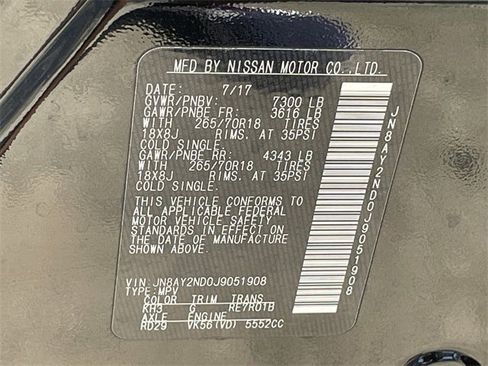 MFD BY NISSAN MOTOR CO.,LTD.
DATE: 7/17
GVWR/PNBV: 7300 LB
GAWR/PNBE FR: 3616 LB
WITH 265/70R18 TIRES
18X8J RIMS. AT 35PSI
COLD SINGLE.
GAWR/PNBE RR: 4343 LB
WITH 265/70R18 TIRES
18X8J RIMS. AT 35PSI
COLD SINGLE.
THIS VEHICLE CONFORMS TO
ALL APPLICABLE FEDERAL
MOTOR VEHICLE SAFETY
STANDARDS IN EFFECT ON
THE DATE OF MANUFACTURE
SHOWN ABOVE.
VIN: JN8AY2ND0J9051908
TYPE: MPV
COLOR TRIM TRANS
KH3 G RE7R01B
AXLE ENGINE
RD29 VK56(VD) 5552CC
JN8AY2ND0J9051908